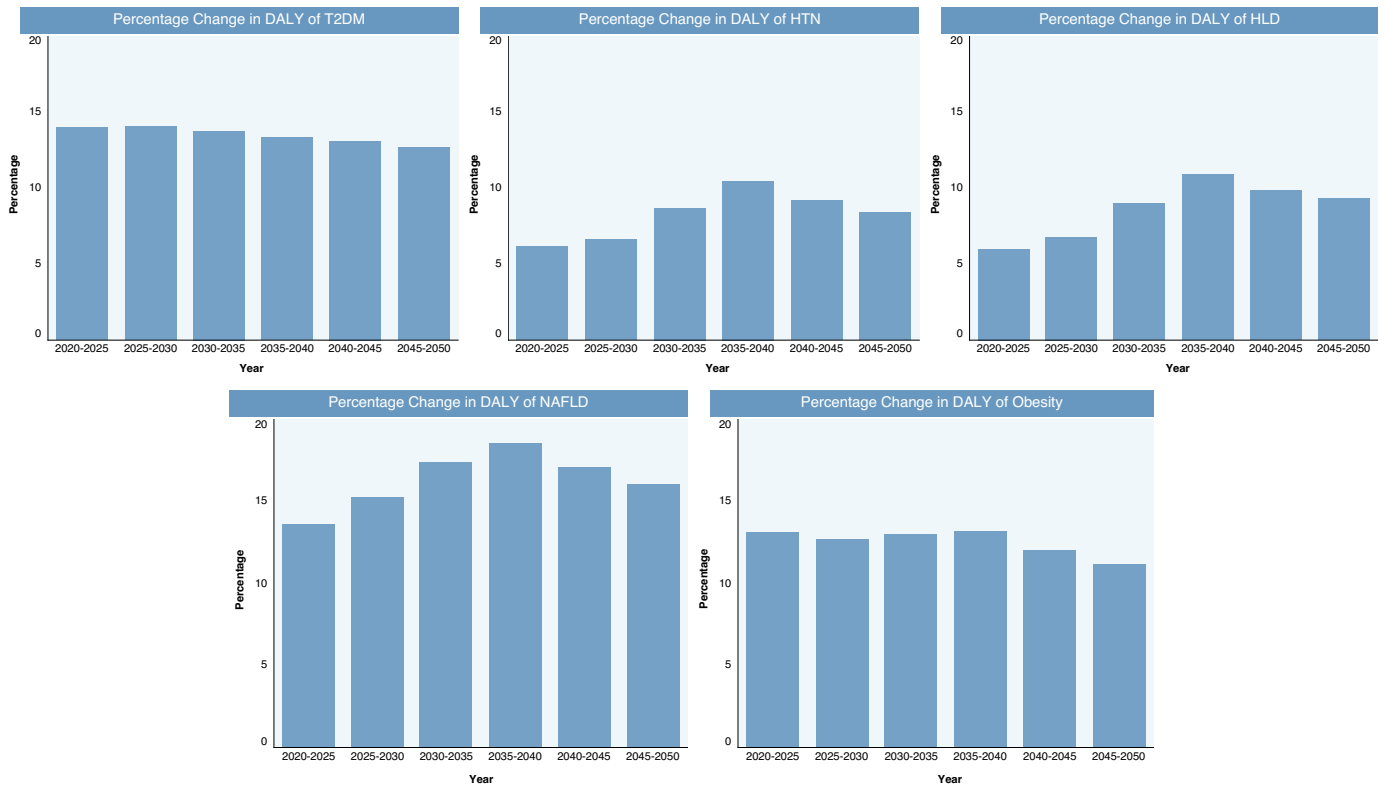 Percentage Change in DALY of T2DM
20
15
10
5
0
Percentage
2020-2025 2025-2030 2030-2035 2035-2040 2040-2045 2045-2050
Year
Percentage Change in DALY of HTN
20
15
10
5
0
Percentage
2020-2025 2025-2030 2030-2035 2035-2040 2040-2045 2045-2050
Year
Percentage Change in DALY of HLD
20
15
10
5
0
Percentage
2020-2025 2025-2030 2030-2035 2035-2040 2040-2045 2045-2050
Year
Percentage Change in DALY of NAFLD
20
15
10
5
0
Percentage
2020-2025 2025-2030 2030-2035 2035-2040 2040-2045 2045-2050
Year
Percentage Change in DALY of Obesity
20
15
10
5
0
Percentage
2020-2025 2025-2030 2030-2035 2035-2040 2040-2045 2045-2050
Year